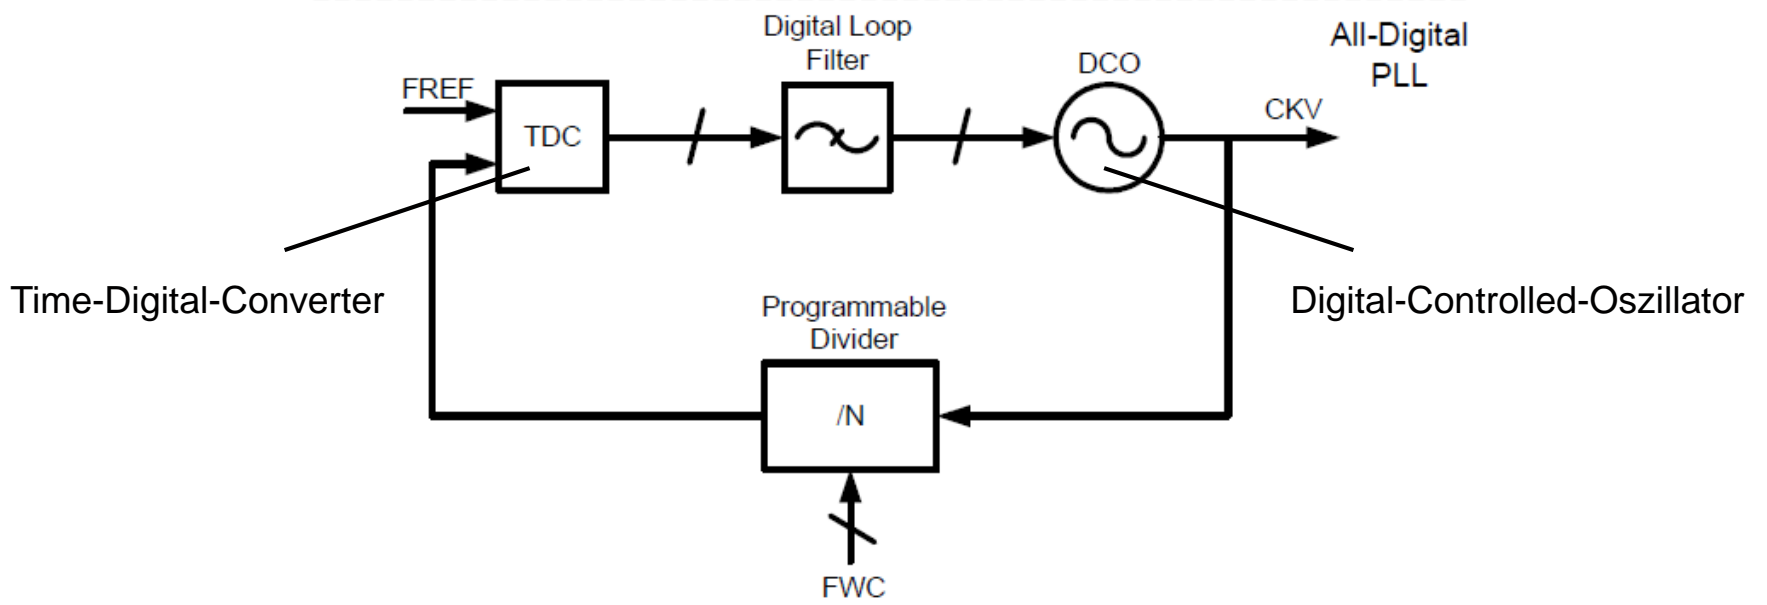 Digital Loop
Filter
DCO
All-Digital
PLL
FREF
CKV
TDC
Time-Digital-Converter
Digital-Controlled-Oszillator
Programmable
Divider
/N
FWC